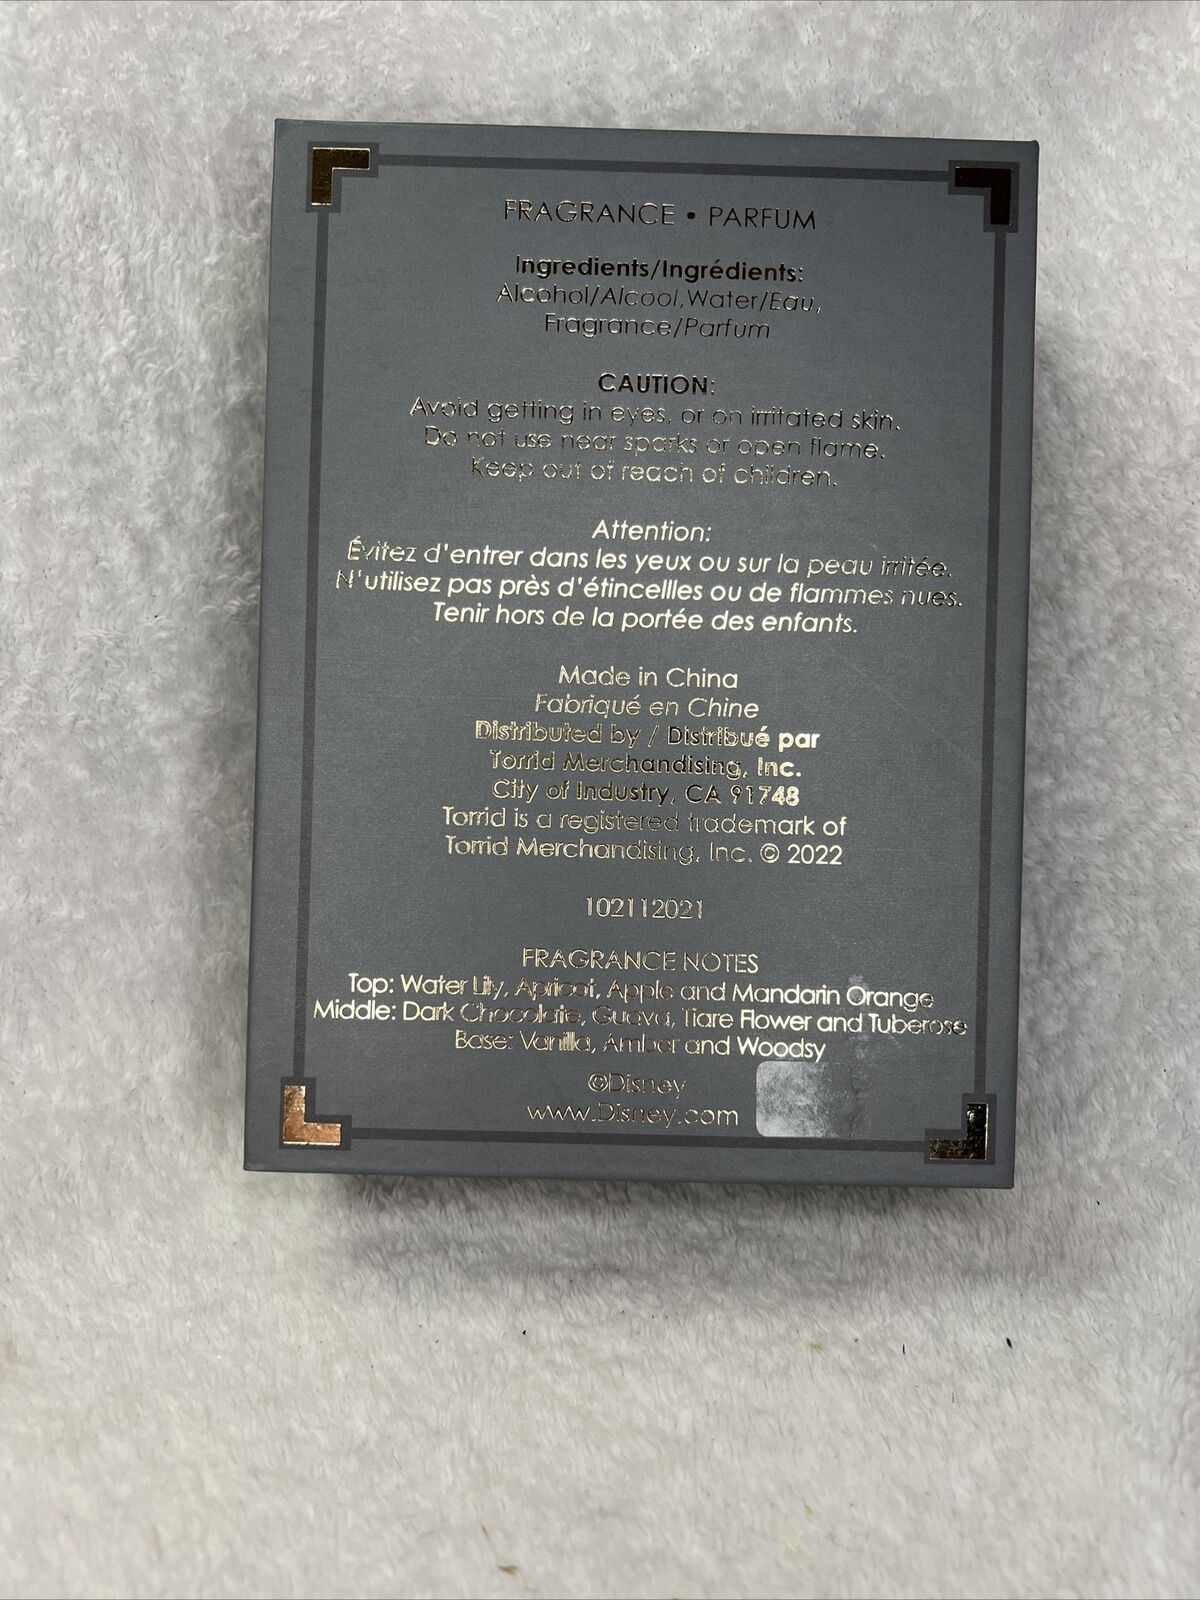 FRAGRANCE • PARFUM
Ingredients/Ingrédients:
Alcohol/Alcool,Water/Eau,
Fragrance/Parfum
CAUTION:
Avoid getting in eyes, or on irritated skin.
Do not use near sparks or open flame.
Keep out of reach of children.
Attention:
Évitez d'entrer dans les yeux ou sur la peau irritée.
N'utilisez pas près d'étincellles ou de flammes nues.
Tenir hors de la portée des enfants.
Made in China
Fabriqué en Chine
Distributed by / Distribué par
Torrid Merchandising, Inc.
City of Industry, CA 91748
Torrid is a registered trademark of
Torrid Merchandising, Inc. © 2022
102112021
FRAGRANCE NOTES
Top: Water Lily, Apricot, Apple and Mandarin Orange
Middle: Dark Chocolate, Guava, Tiare Flower and Tuberose
Base: Vanilla, Amber and Woodsy
©Disney
www.Disney.com